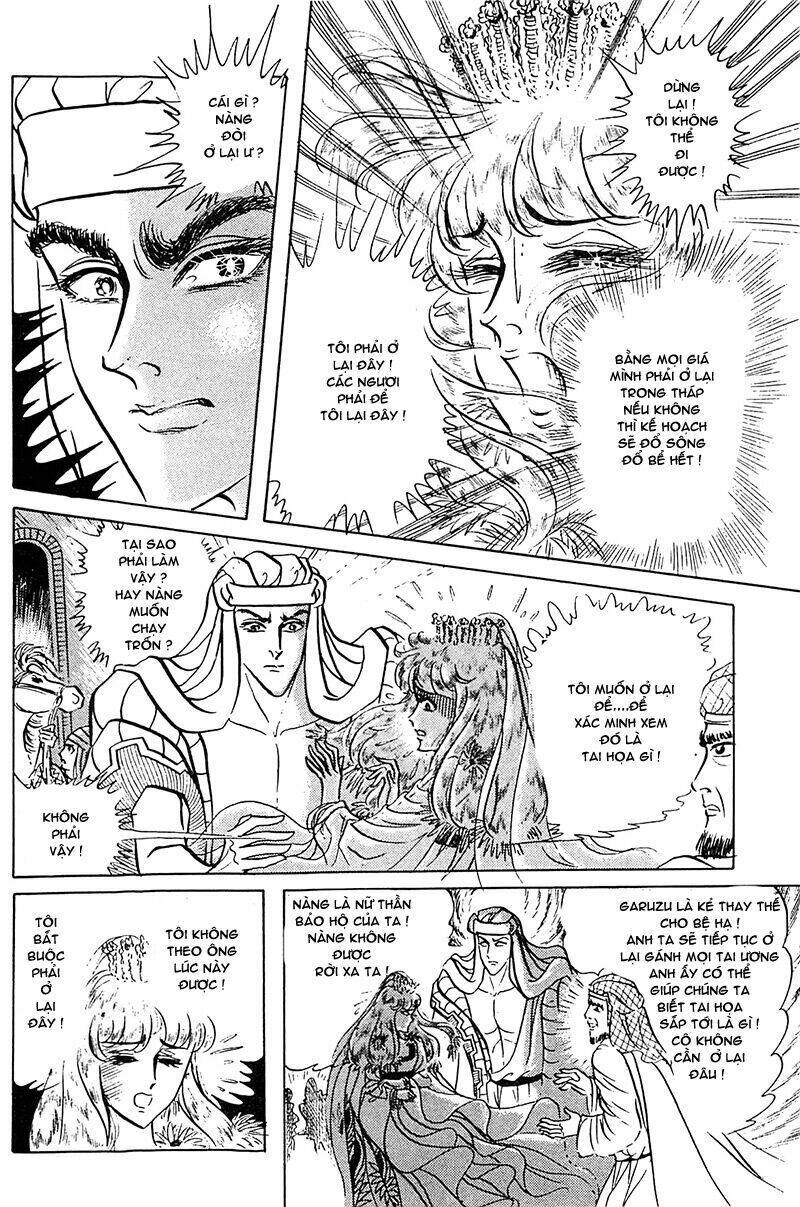 CÁI GÌ ?
NÀNG
ĐÒI
Ở LẠI Ư ?
DỪNG
LẠI !
TÔI KHÔNG
THỂ
ĐI
ĐƯỢC !
TÔI PHẢI Ở
LẠI ĐÂY !
CÁC NGƯƠI
PHẢI ĐỂ
TÔI LẠI ĐÂY !
BẰNG MỌI GIÁ
MÌNH PHẢI Ở LẠI
TRONG THÁP
NẾU KHÔNG
THÌ KẾ HOẠCH
SẼ ĐỔ SÔNG
ĐỔ BỂ HẾT !
TẠI SAO
PHẢI LÀM
VẬY ?
HAY NÀNG
MUỐN
CHẠY
TRỐN ?
TÔI MUỐN Ở LẠI
ĐỂ....ĐỂ
XÁC MINH XEM
ĐÓ LÀ
TAI HỌA GÌ !
KHÔNG
PHẢI
VẬY !
TÔI
BẮT
BUỘC
PHẢI
Ở
LẠI
ĐÂY !
TÔI KHÔNG
THEO ÔNG
LÚC NÀY
ĐƯỢC !
NÀNG LÀ NỮ THẦN
BẢO HỘ CỦA TA !
NÀNG KHÔNG
ĐƯỢC
RỜI XA TA !
GARUZU LÀ KẺ THAY THẾ
CHO BỆ HẠ !
ANH TA SẼ TIẾP TỤC Ở
LẠI GÁNH MỌI TAI ƯƠNG
ANH ẤY CÓ THỂ
GIÚP CHÚNG TA
BIẾT TAI HỌA
SẮP TỚI LÀ GÌ !
CÔ KHÔNG
CẦN Ở LẠI
ĐÂU !